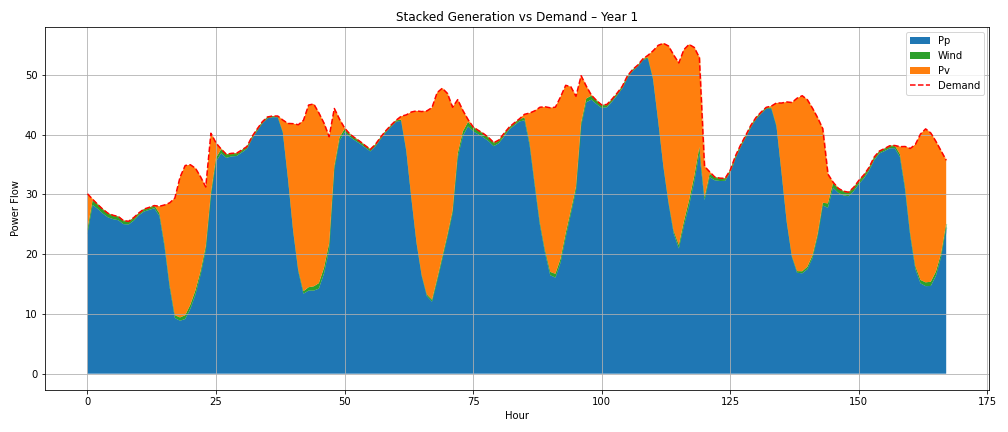 Stacked Generation vs Demand – Year 1
Pp
Wind
Pv
Demand
Power Flow
50
40
30
20
10
0
0 25 50 75 100 125 150 175
Hour